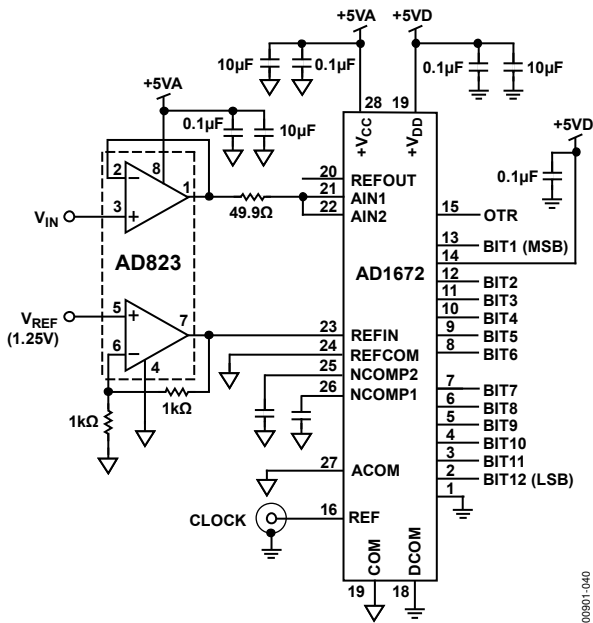 +5VA +5VD
10µF 0.1µF 0.1µF 10µF
+5VA
28 19
+VCC +VDD
+5VD
0.1µF 10µF
0.1µF
8
2 –
1
3 +
VIN
49.9Ω
20 REFOUT
21 AIN1
22 AIN2
15 OTR
13 BIT1 (MSB)
14
AD823
AD1672
12 BIT2
11 BIT3
10 BIT4
9 BIT5
8 BIT6
VREF
(1.25V)
5 +
7
6 –
4
23 REFIN
24 REFCOM
25 NCOMP2
26 NCOMP1
1kΩ
1kΩ
7 BIT7
6 BIT8
5 BIT9
4 BIT10
3 BIT11
2 BIT12 (LSB)
1
27 ACOM
CLOCK
16 REF
COM DCOM
19 18
00901-040